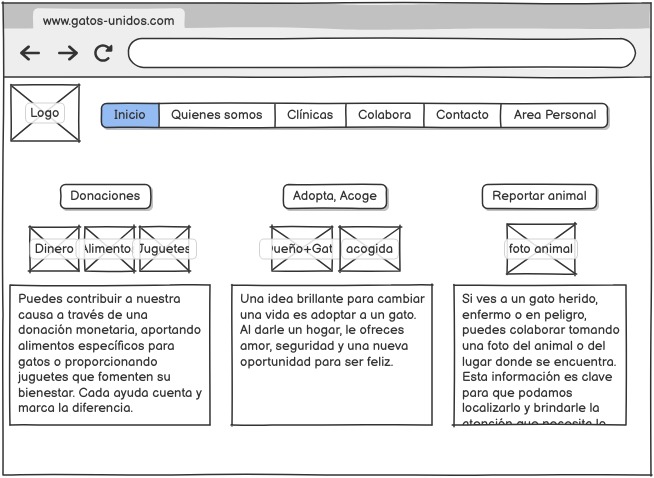 www.gatos-unidos.com
Logo
Inicio Quienes somos Clínicas Colabora Contacto Area Personal
Donaciones Adopta, Acoge Reportar animal
Dinero Alimento Juguetes ueño+Gat acogida foto animal
Puedes contribuir a nuestra
causa a través de una
donación monetaria, aportando
alimentos específicos para
gatos o proporcionando
juguetes que fomenten su
bienestar. Cada ayuda cuenta y
marca la diferencia.
Una idea brillante para cambiar
una vida es adoptar a un gato.
Al darle un hogar, le ofreces
amor, seguridad y una nueva
oportunidad para ser feliz.
Si ves a un gato herido,
enfermo o en peligro,
puedes colaborar tomando
una foto del animal o del
lugar donde se encuentra.
Esta información es clave
para que podamos
localizarlo y brindarle la
atención que necesita lo